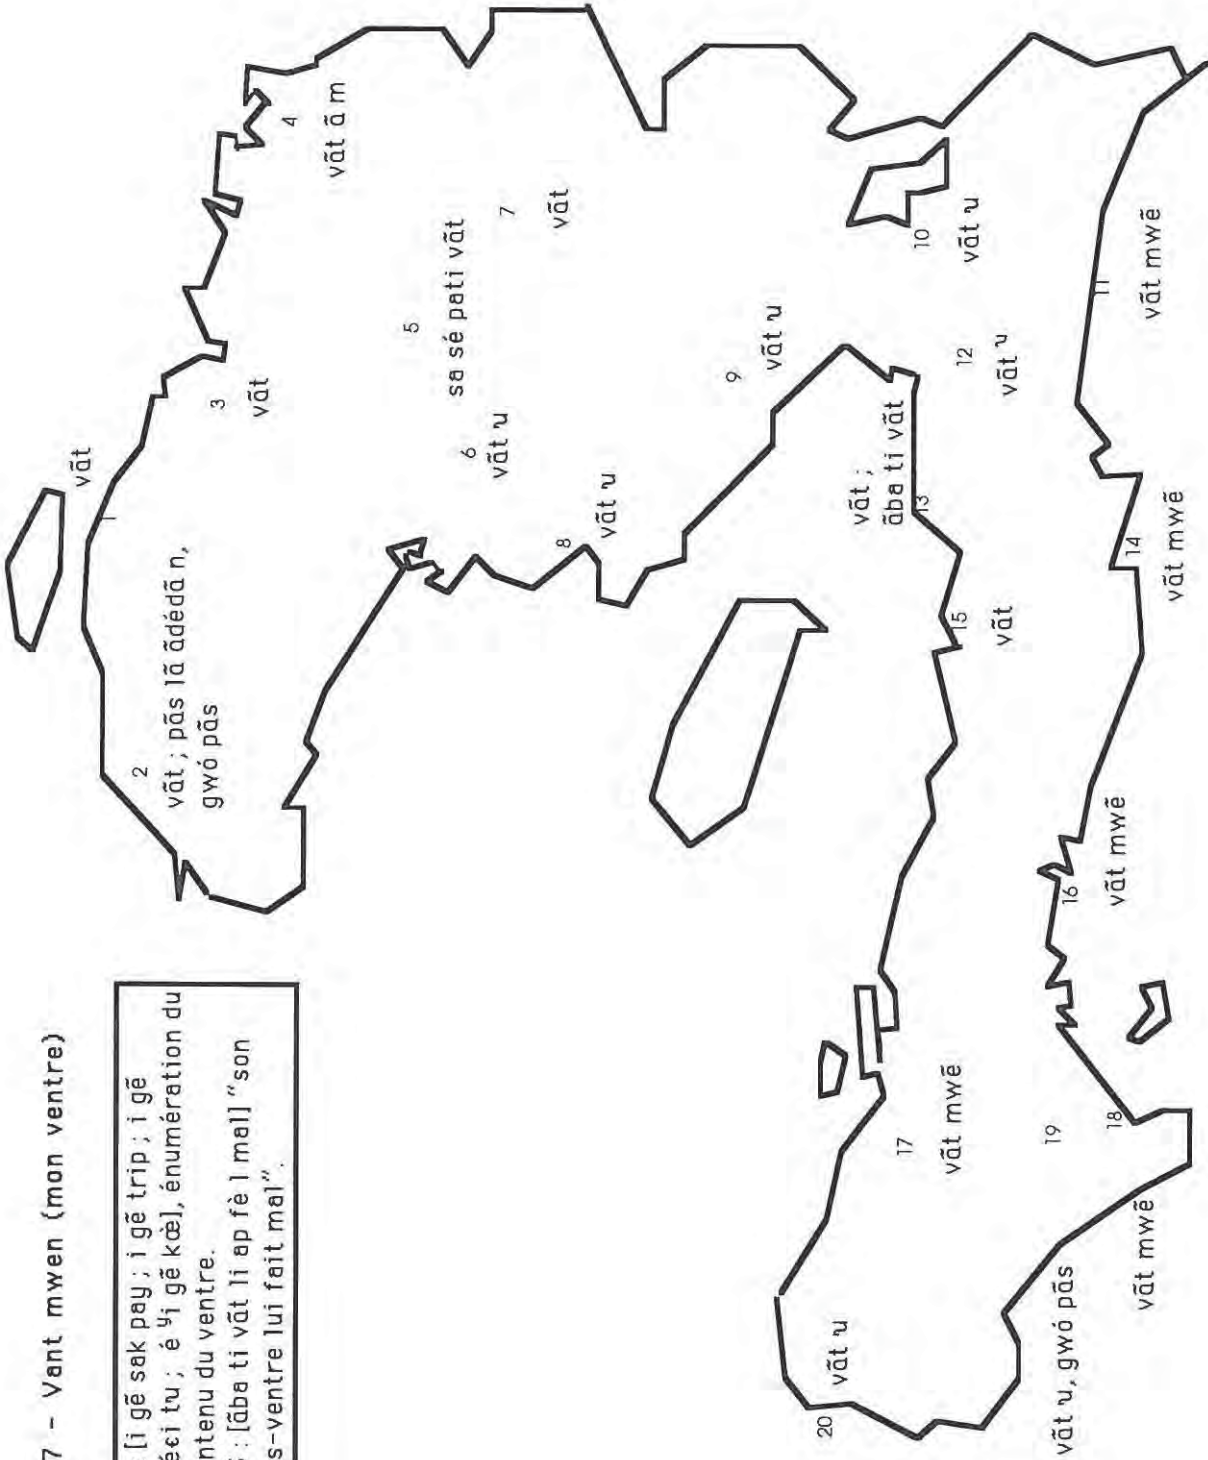 7 - Vant mwen (mon ventre)
[i gẽ sak pay ; i gẽ trip ; i gẽ
i tu ; é ʸi gẽ kœ̀], énumération du
ntenu du ventre.
: [ãba ti vãt li ap fè l mal] "son
s-ventre lui fait mal".
1
vãt
2
vãt ; pãs lã ãdédã n,
gwó pãs
3
vãt
4
vãt ã m
5
sa sé pati vãt
6
vãt u
7
vãt
8
vãt u
9
vãt u
10
vãt u
11
vãt mwẽ
12
vãt u
13
vãt ;
ãba ti vãt
14
vãt mwẽ
15
vãt
16
vãt mwẽ
17
vãt mwẽ
18
vãt mwẽ
19
vãt u, gwó pãs
20
vãt u